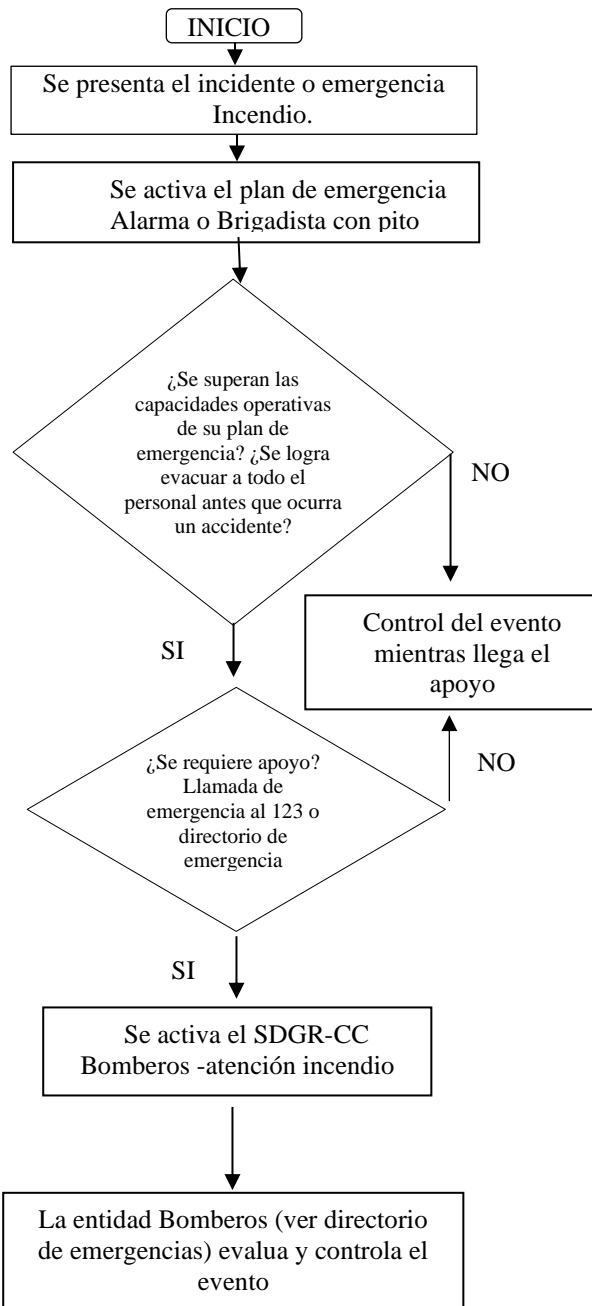 INICIO
Se presenta el incidente o emergencia
Incendio.
Se activa el plan de emergencia
Alarma o Brigadista con pito
¿Se superan las
capacidades operativas
de su plan de
emergencia? ¿Se logra
evacuar a todo el
personal antes que ocurra
un accidente?
NO
Control del evento
mientras llega el
apoyo
SI
¿Se requiere apoyo?
Llamada de
emergencia al 123 o
directorio de
emergencia
NO
SI
Se activa el SDGR-CC
Bomberos -atención incendio
La entidad Bomberos (ver directorio
de emergencias) evalua y controla el
evento